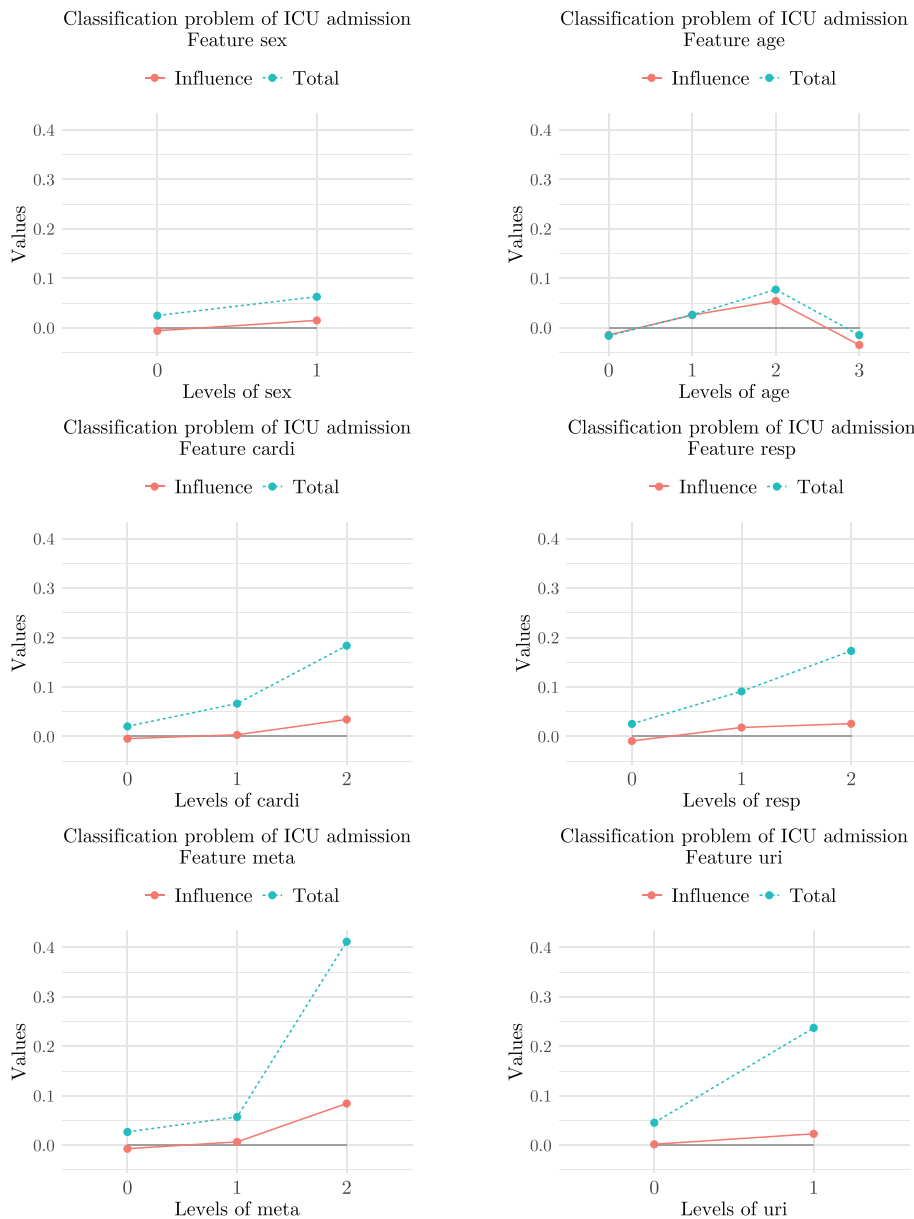 Classification problem of ICU admission
Feature sex
Influence Total
0.4
0.3
0.2
0.1
0.0
Values
0 1
Levels of sex
Classification problem of ICU admission
Feature age
Influence Total
0.4
0.3
0.2
0.1
0.0
Values
0 1 2 3
Levels of age
Classification problem of ICU admission
Feature cardi
Influence Total
0.4
0.3
0.2
0.1
0.0
Values
0 1 2
Levels of cardi
Classification problem of ICU admission
Feature resp
Influence Total
0.4
0.3
0.2
0.1
0.0
Values
0 1 2
Levels of resp
Classification problem of ICU admission
Feature meta
Influence Total
0.4
0.3
0.2
0.1
0.0
Values
0 1 2
Levels of meta
Classification problem of ICU admission
Feature uri
Influence Total
0.4
0.3
0.2
0.1
0.0
Values
0 1
Levels of uri